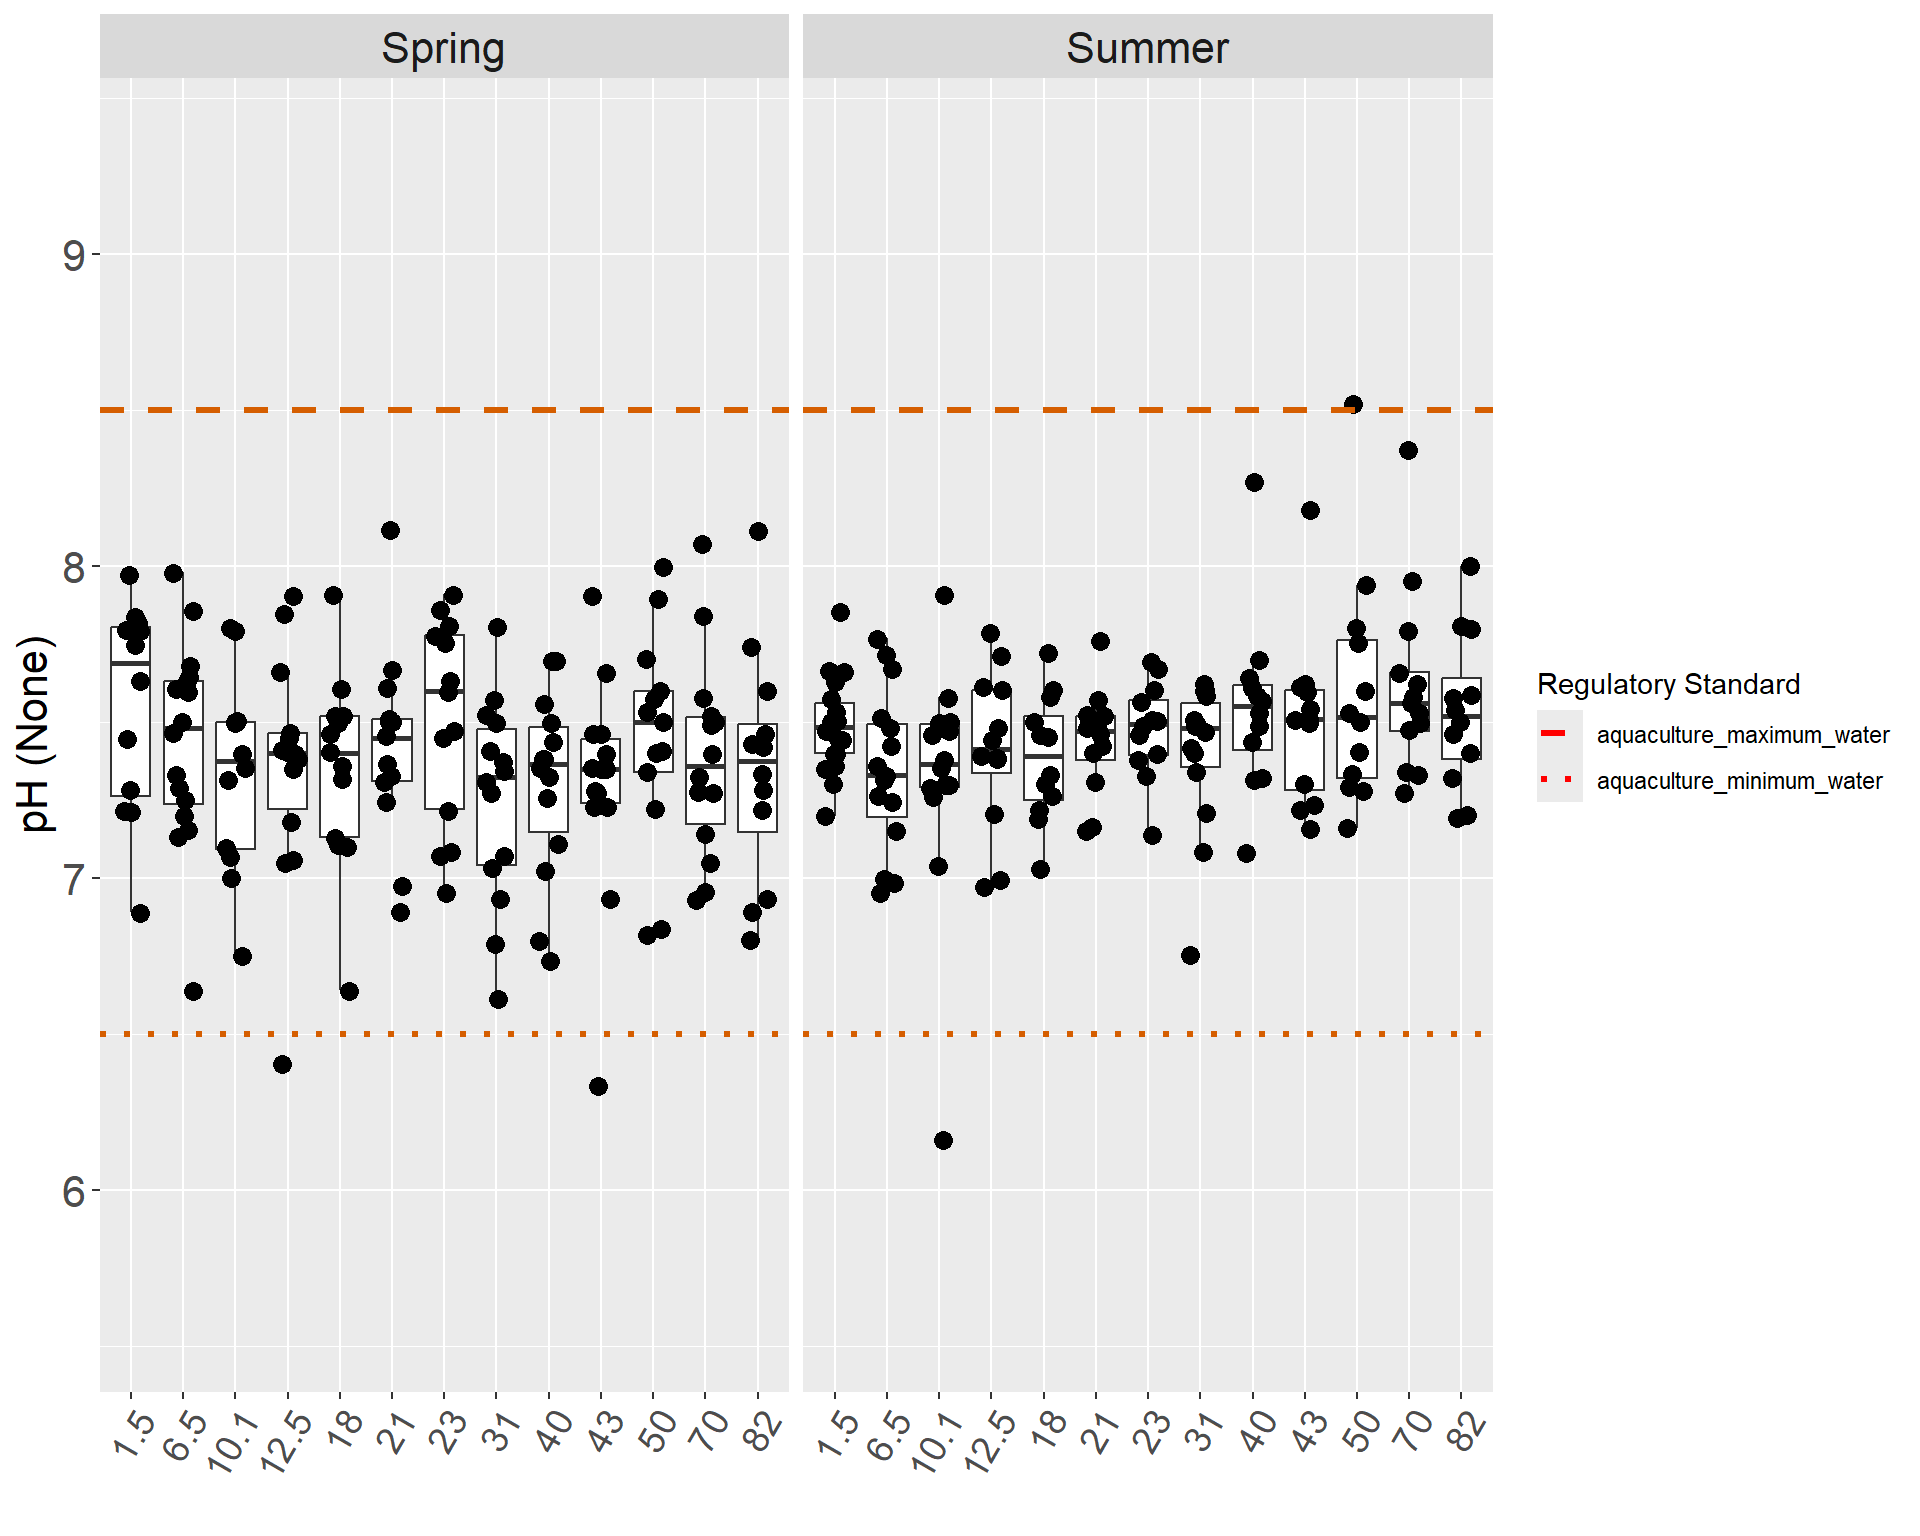 Spring Summer
9
8
7
6
pH (None)
1.5 6.5 10.1 12.5 18 21 23 31 40 43 50 70 82
1.5 6.5 10.1 12.5 18 21 23 31 40 43 50 70 82
Regulatory Standard
aquaculture_maximum_water
aquaculture_minimum_water